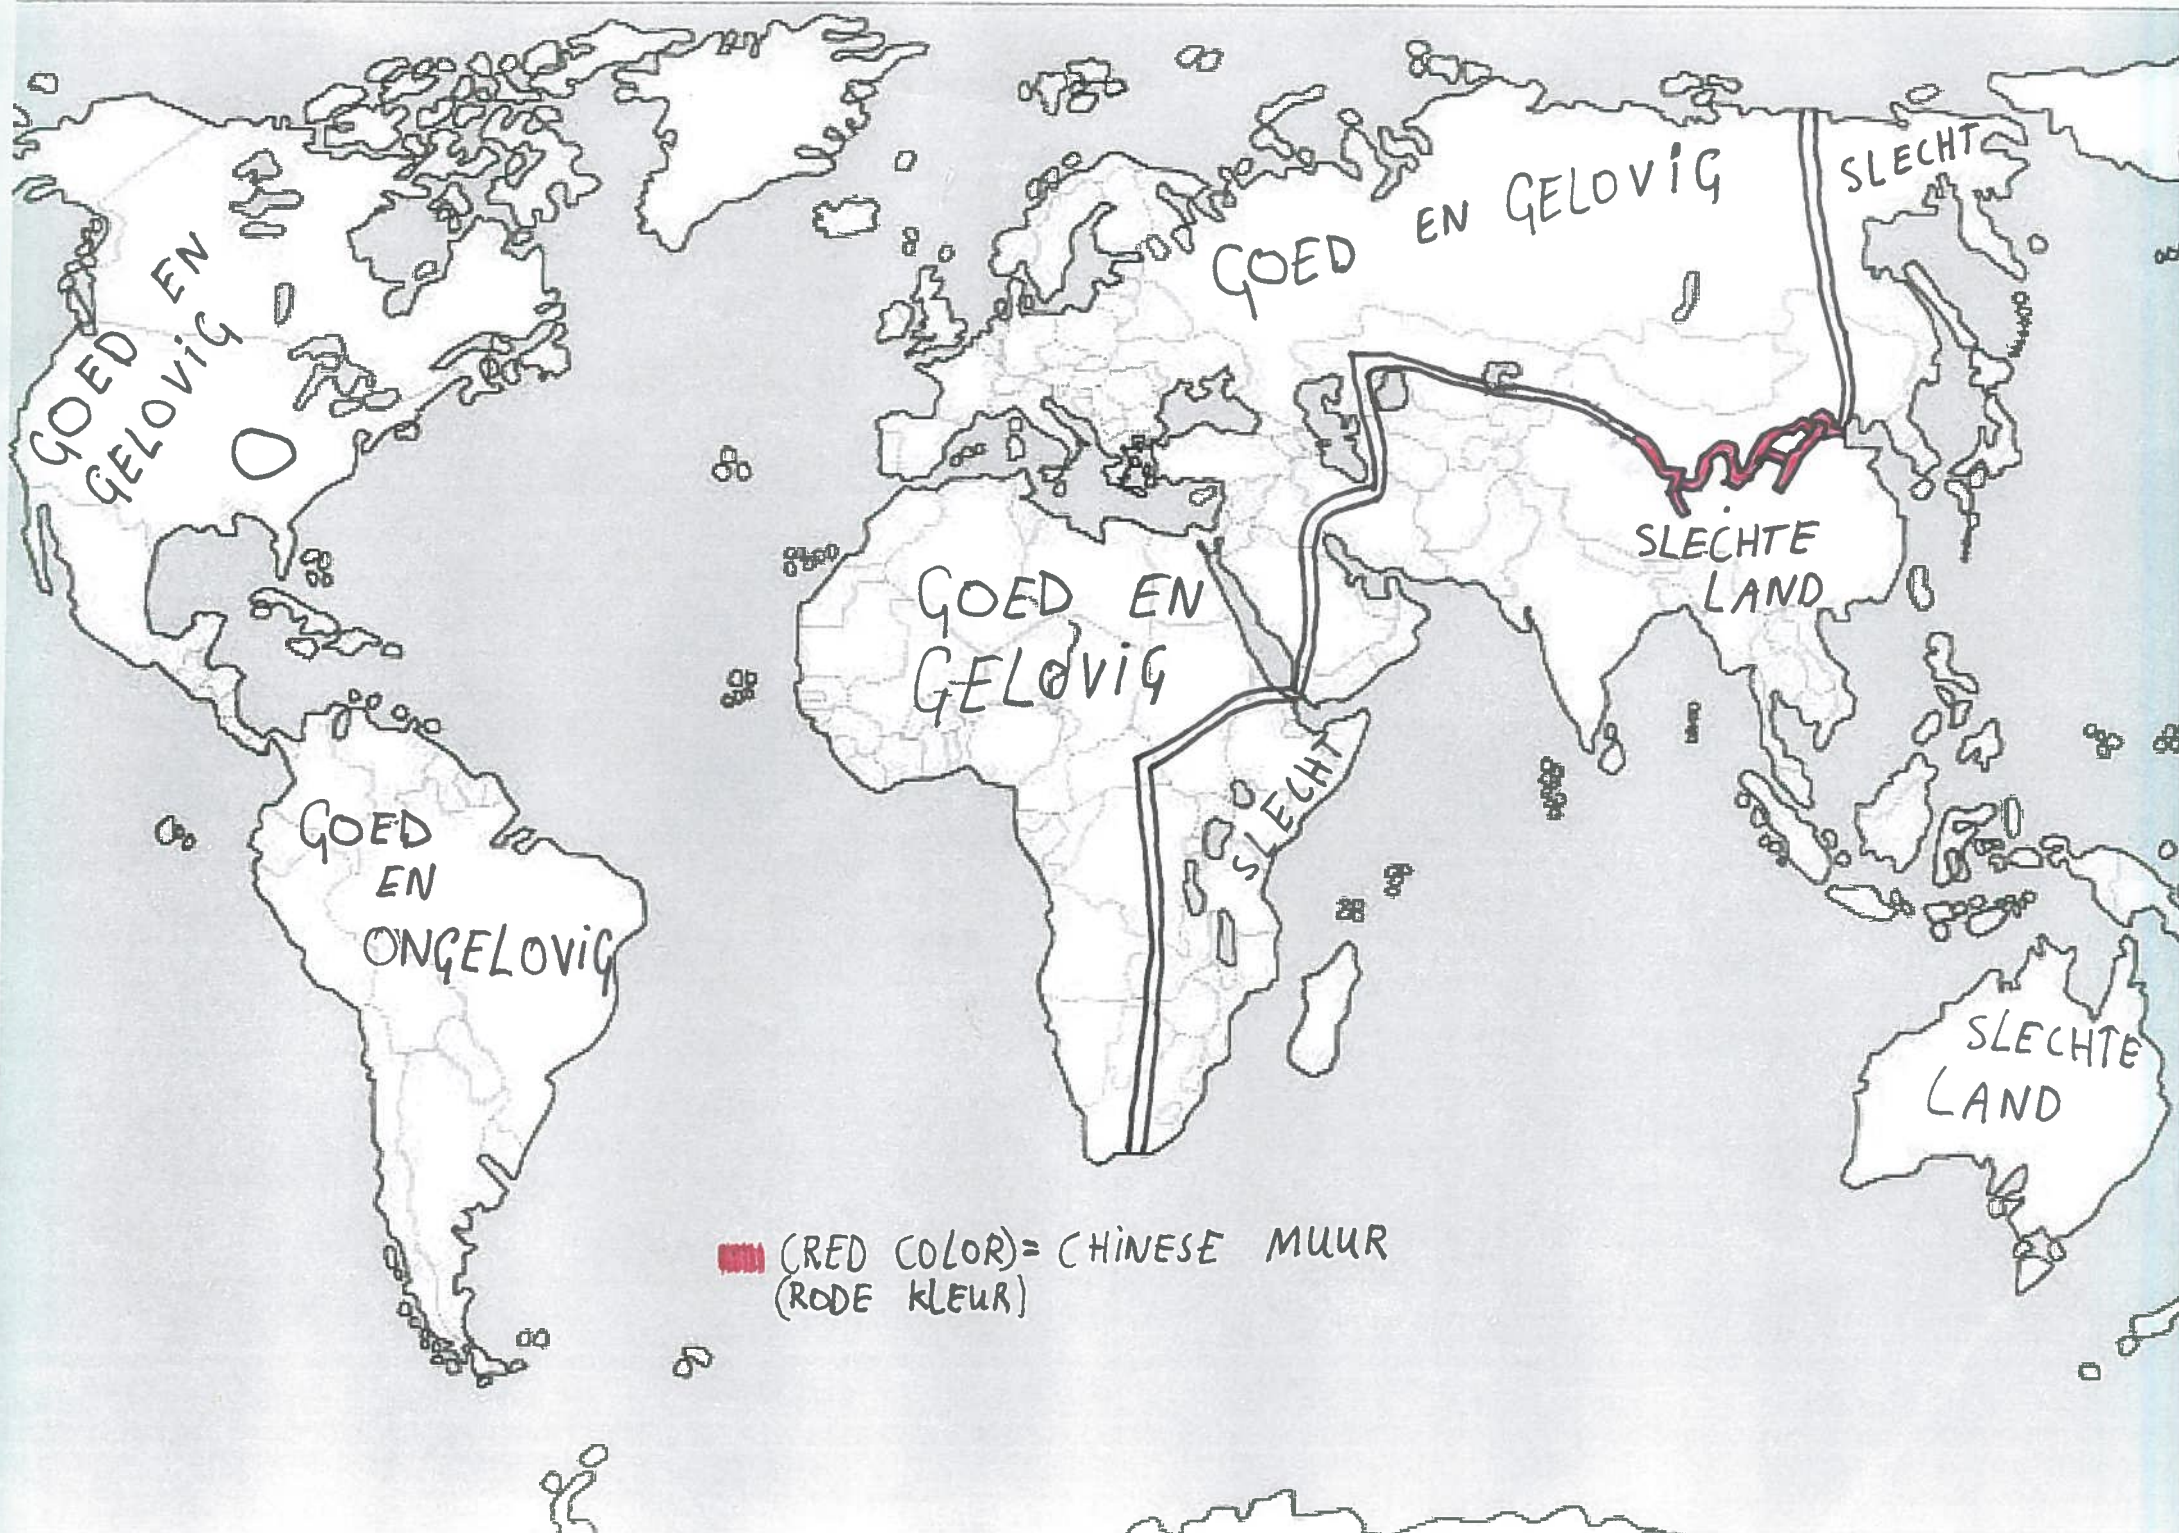 GOED EN
GELOVIG
GOED EN GELOVIG
SLECHT
GOED EN
GELOVIG
SLECHTE
LAND
SLECHT
GOED
EN
ONGELOVIG
SLECHTE
LAND
(RED COLOR)= CHINESE MUUR
(RODE KLEUR)